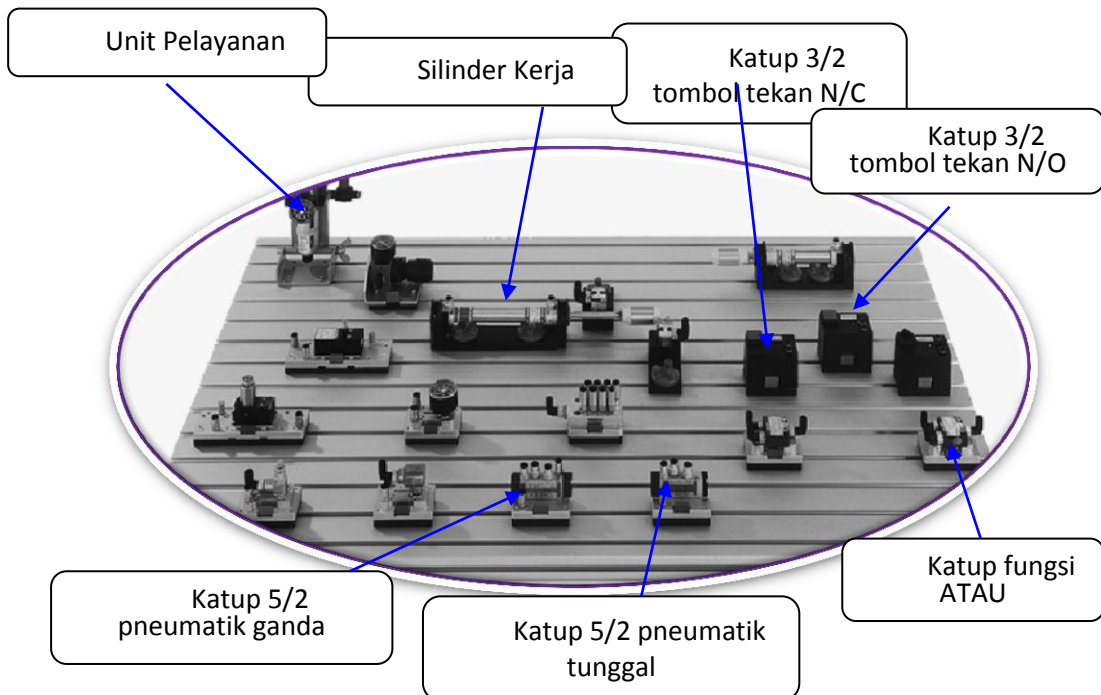 Unit Pelayanan
Silinder Kerja
Katup 3/2
tombol tekan N/C
Katup 3/2
tombol tekan N/O
Katup 5/2
pneumatik ganda
Katup 5/2 pneumatik
tunggal
Katup fungsi
ATAU